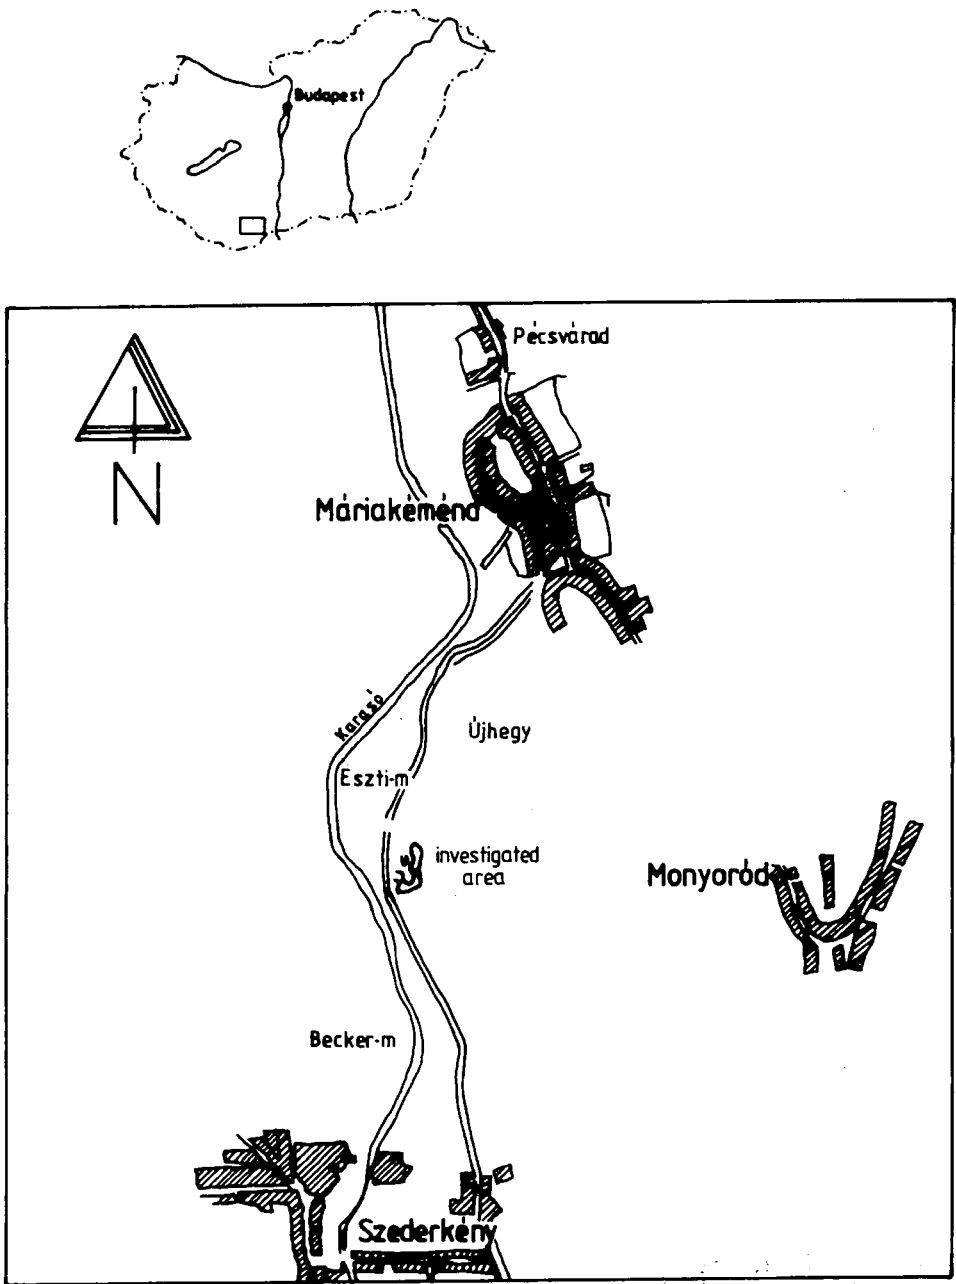 Budapest
Pécsvárad
N
Máriakéménd
Karasó
Újhegy
Eszti-m
investigated
area
Monyoród
Becker-m
Szederkény